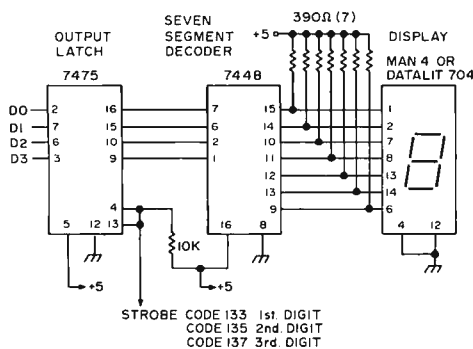 OUTPUT
LATCH
7475
SEVEN
SEGMENT
DECODER
7448
390Ω (7)
+5
DISPLAY
MAN 4 OR
DATALIT 704
D0 2 16 7 15 1
D1 7 15 6 14 2
D2 6 10 2 10 7
D3 3 9 1 11 8
12 13
13 14
4 9 6
13
5 12 10K 16 8 4 12
+5 +5
STROBE CODE 133 1st. DIGIT
CODE 135 2nd. DIGIT
CODE 137 3rd. DIGIT